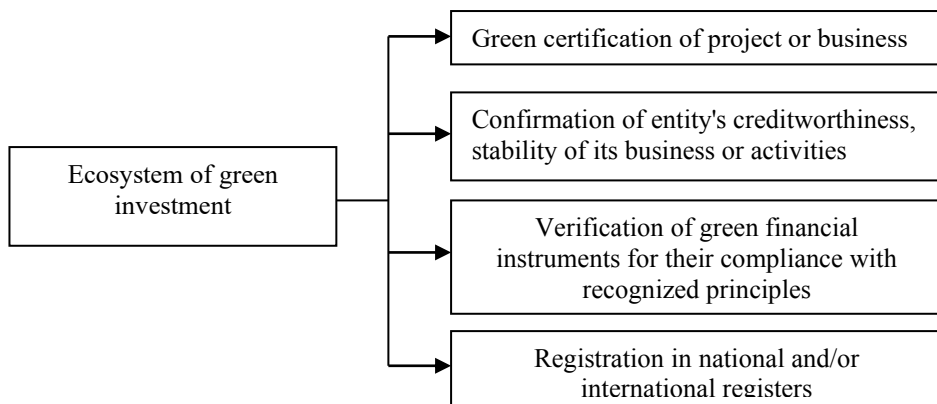 Green certification of project or business
Confirmation of entity's creditworthiness,
stability of its business or activities
Ecosystem of green
investment
Verification of green financial
instruments for their compliance with
recognized principles
Registration in national and/or
international registers